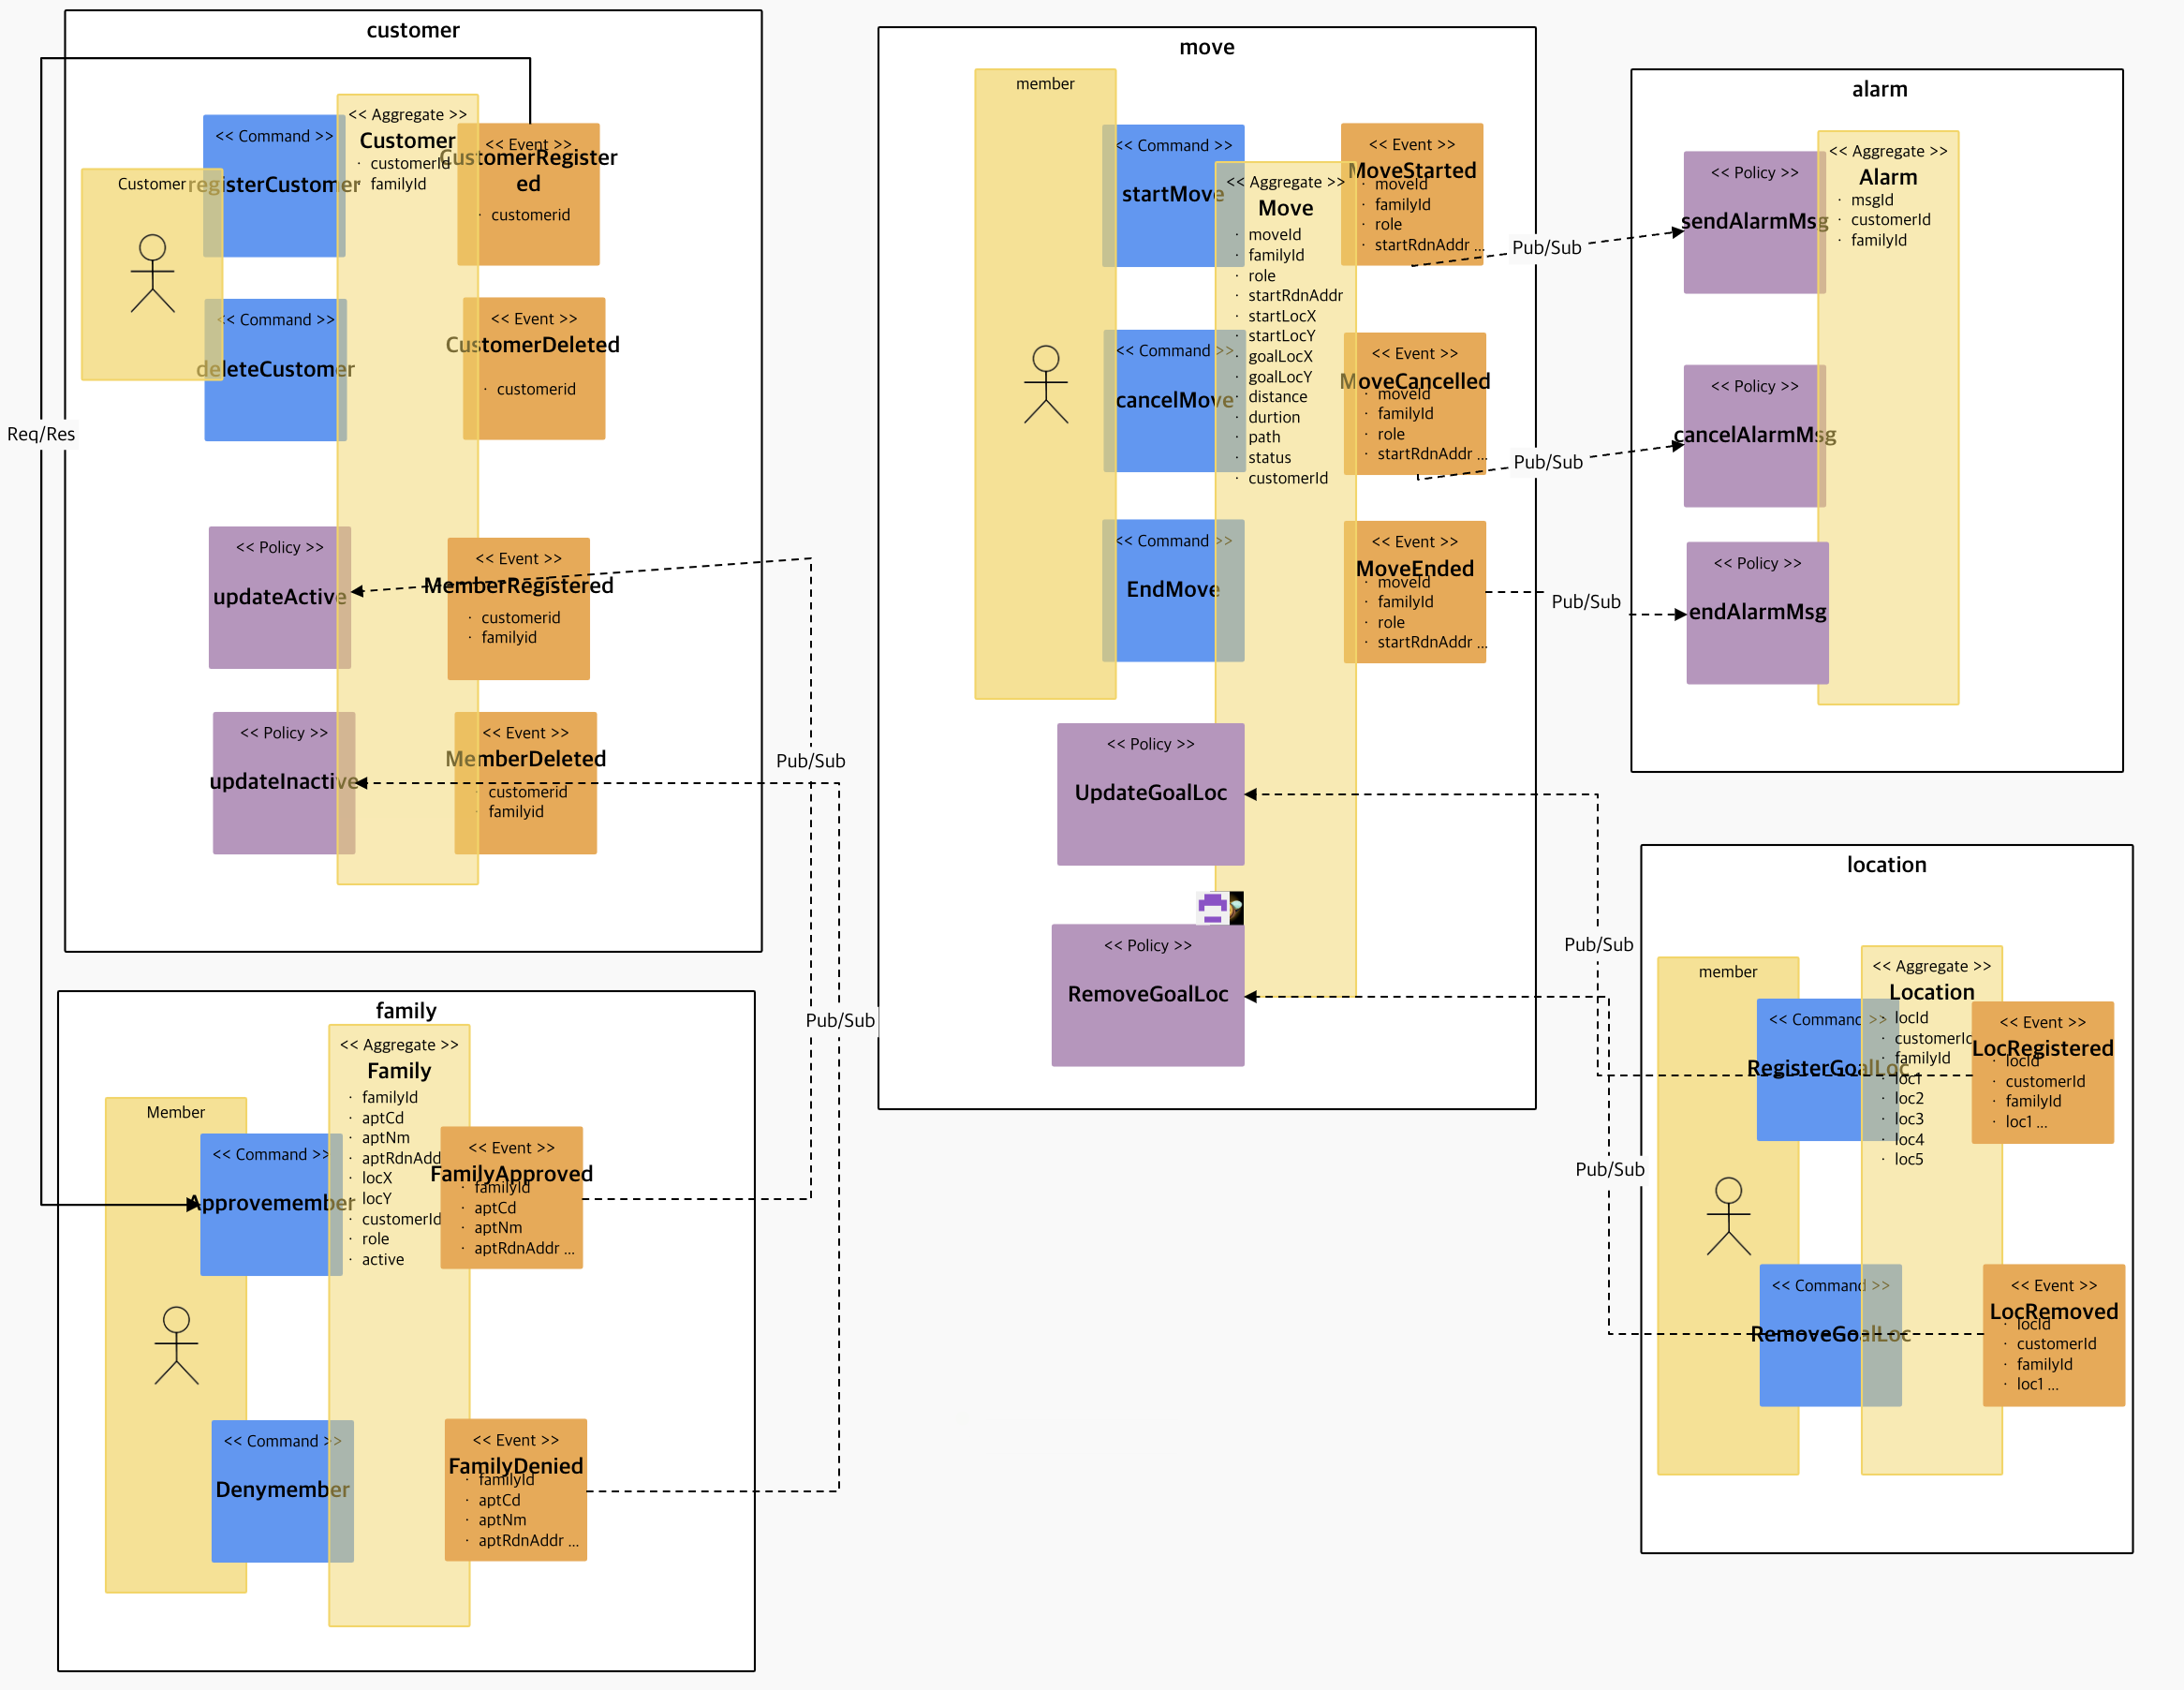 customer
<< Aggregate >>
Customer
· customerId
· familyId
Customer
<< Command >>
registerCustomer
<< Event >>
CustomerRegister
ed
· customerid
<< Command >>
deleteCustomer
<< Event >>
CustomerDeleted
· customerid
Req/Res
<< Policy >>
updateActive
<< Event >>
MemberRegistered
· customerid
· familyid
<< Policy >>
updateInactive
<< Event >>
MemberDeleted
· customerid
· familyid
Pub/Sub
Pub/Sub
family
<< Aggregate >>
Family
· familyId
· aptCd
· aptNm
· aptRdnAdd
· locX
· locY
· customerId
· role
· active
Member
<< Command >>
Approvemember
<< Event >>
FamilyApproved
· familyId
· aptCd
· aptNm
· aptRdnAddr ...
<< Command >>
Denymember
<< Event >>
FamilyDenied
· familyId
· aptCd
· aptNm
· aptRdnAddr ...
move
member
<< Command >>
startMove
<< Aggregate >>
Move
· moveId
· familyId
· role
· startRdnAddr
· startLocX
· startLocY
· goalLocX
· goalLocY
· distance
· durtion
· path
· status
· customerId
<< Event >>
MoveStarted
· moveId
· familyId
· role
· startRdnAddr ...
<< Command >>
cancelMove
<< Event >>
MoveCancelled
· moveId
· familyId
· role
· startRdnAddr ...
<< Command >>
EndMove
<< Event >>
MoveEnded
· moveId
· familyId
· role
· startRdnAddr ...
<< Policy >>
UpdateGoalLoc
<< Policy >>
RemoveGoalLoc
Pub/Sub
Pub/Sub
Pub/Sub
alarm
<< Policy >>
sendAlarmMsg
<< Aggregate >>
Alarm
· msgId
· customerId
· familyId
<< Policy >>
cancelAlarmMsg
<< Policy >>
endAlarmMsg
Pub/Sub
Pub/Sub
location
member
<< Aggregate >>
Location
· locId
· customerId
· familyId
· loc1
· loc2
· loc3
· loc4
· loc5
<< Command >>
RegisterGoalLoc
<< Event >>
LocRegistered
· locId
· customerId
· familyId
· loc1 ...
<< Command >>
RemoveGoalLoc
<< Event >>
LocRemoved
· locId
· customerId
· familyId
· loc1 ...